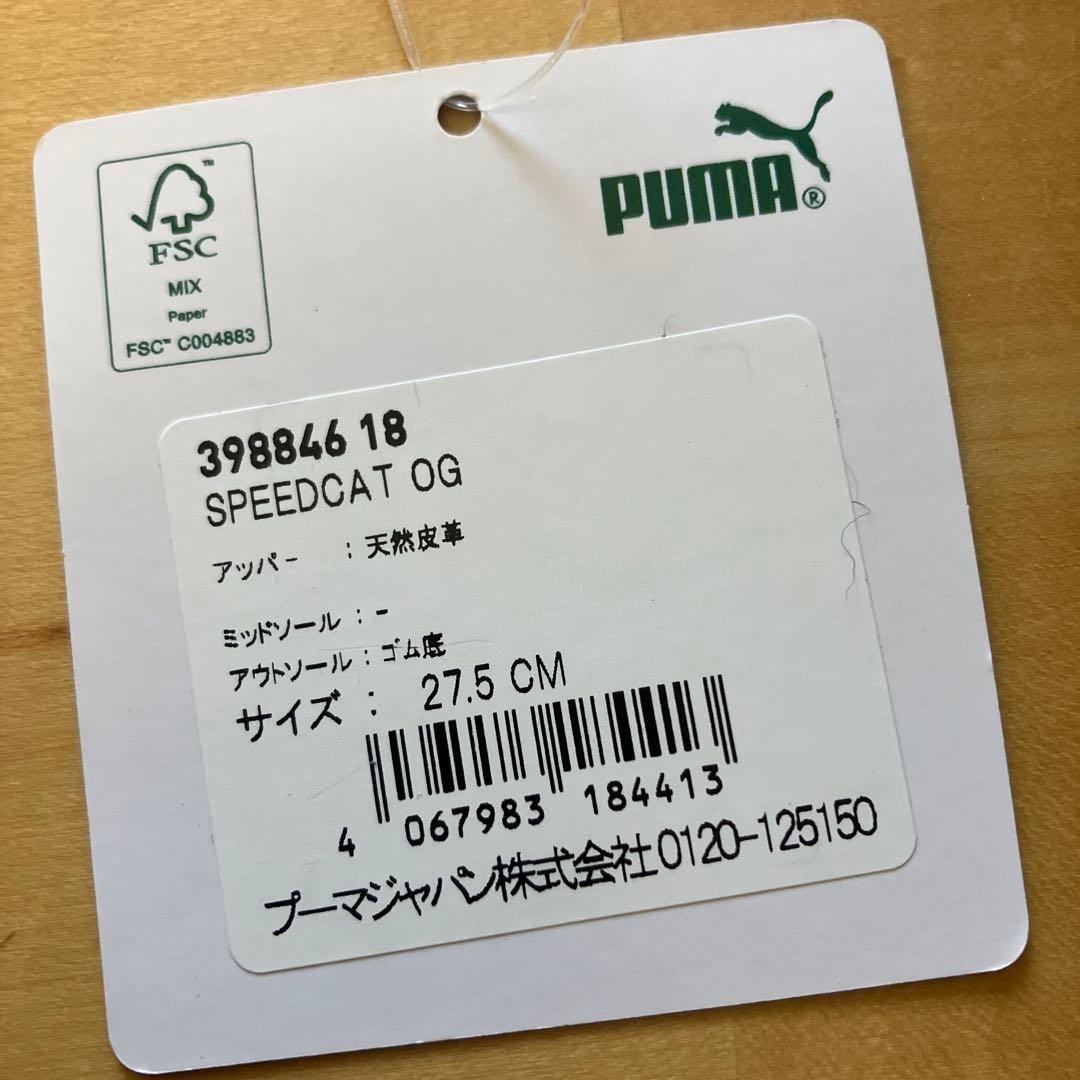 FSC
MIX
Paper
FSC™ C004883
PUMA®
398846 18
SPEEDCAT OG
アッパー : 天然皮革
ミッドソール : -
アウトソール : ゴム底
サイズ : 27.5 CM
4 067983 184413
プーマジャパン株式会社0120-125150